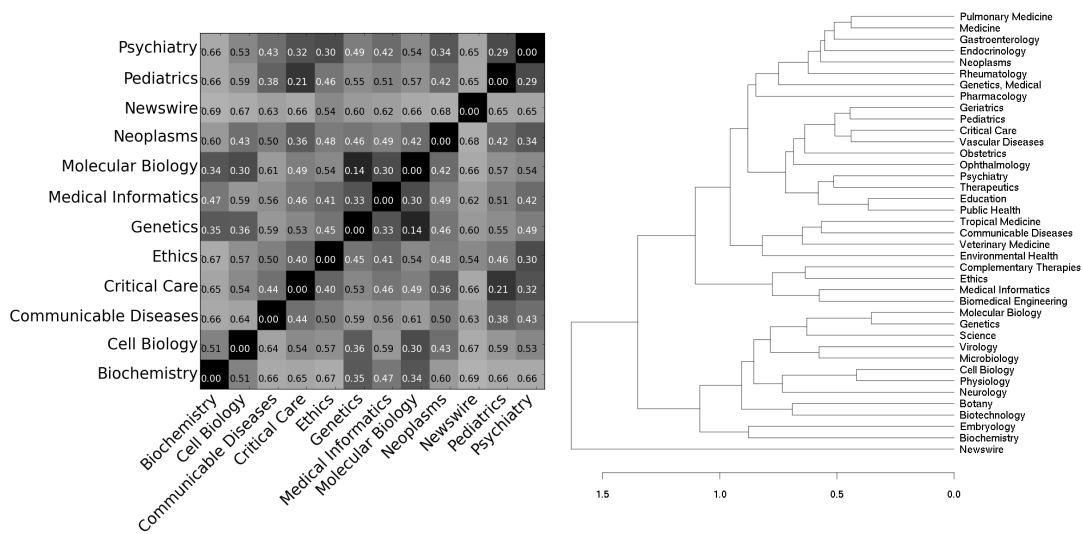 Psychiatry 0.66 0.53 0.43 0.32 0.30 0.49 0.42 0.54 0.34 0.65 0.29 0.00
Pediatrics 0.66 0.59 0.38 0.21 0.46 0.55 0.51 0.57 0.42 0.65 0.00 0.29
Newswire 0.69 0.67 0.63 0.66 0.54 0.60 0.62 0.66 0.68 0.00 0.65 0.65
Neoplasms 0.60 0.43 0.50 0.36 0.48 0.46 0.49 0.42 0.00 0.68 0.42 0.34
Molecular Biology 0.34 0.30 0.61 0.49 0.54 0.14 0.30 0.00 0.42 0.66 0.57 0.54
Medical Informatics 0.47 0.59 0.56 0.46 0.41 0.33 0.00 0.30 0.49 0.62 0.51 0.42
Genetics 0.35 0.36 0.59 0.53 0.45 0.00 0.33 0.14 0.46 0.60 0.55 0.49
Ethics 0.67 0.57 0.50 0.40 0.00 0.45 0.41 0.54 0.48 0.54 0.46 0.30
Critical Care 0.65 0.54 0.44 0.00 0.40 0.53 0.46 0.49 0.36 0.66 0.21 0.32
Communicable Diseases 0.66 0.64 0.00 0.44 0.50 0.59 0.56 0.61 0.50 0.63 0.38 0.43
Cell Biology 0.51 0.00 0.64 0.54 0.57 0.36 0.59 0.30 0.43 0.67 0.59 0.53
Biochemistry 0.00 0.51 0.66 0.65 0.67 0.35 0.47 0.34 0.60 0.69 0.66 0.66
Biochemistry
Cell Biology
Communicable Diseases
Critical Care
Ethics
Genetics
Medical Informatics
Molecular Biology
Neoplasms
Newswire
Pediatrics
Psychiatry
Pulmonary Medicine
Medicine
Gastroenterology
Endocrinology
Neoplasms
Rheumatology
Genetics, Medical
Pharmacology
Geriatrics
Pediatrics
Critical Care
Vascular Diseases
Obstetrics
Ophthalmology
Psychiatry
Therapeutics
Education
Public Health
Tropical Medicine
Communicable Diseases
Veterinary Medicine
Environmental Health
Complementary Therapies
Ethics
Medical Informatics
Biomedical Engineering
Molecular Biology
Genetics
Science
Virology
Microbiology
Cell Biology
Physiology
Neurology
Botany
Biotechnology
Embryology
Biochemistry
Newswire
1.5 1.0 0.5 0.0